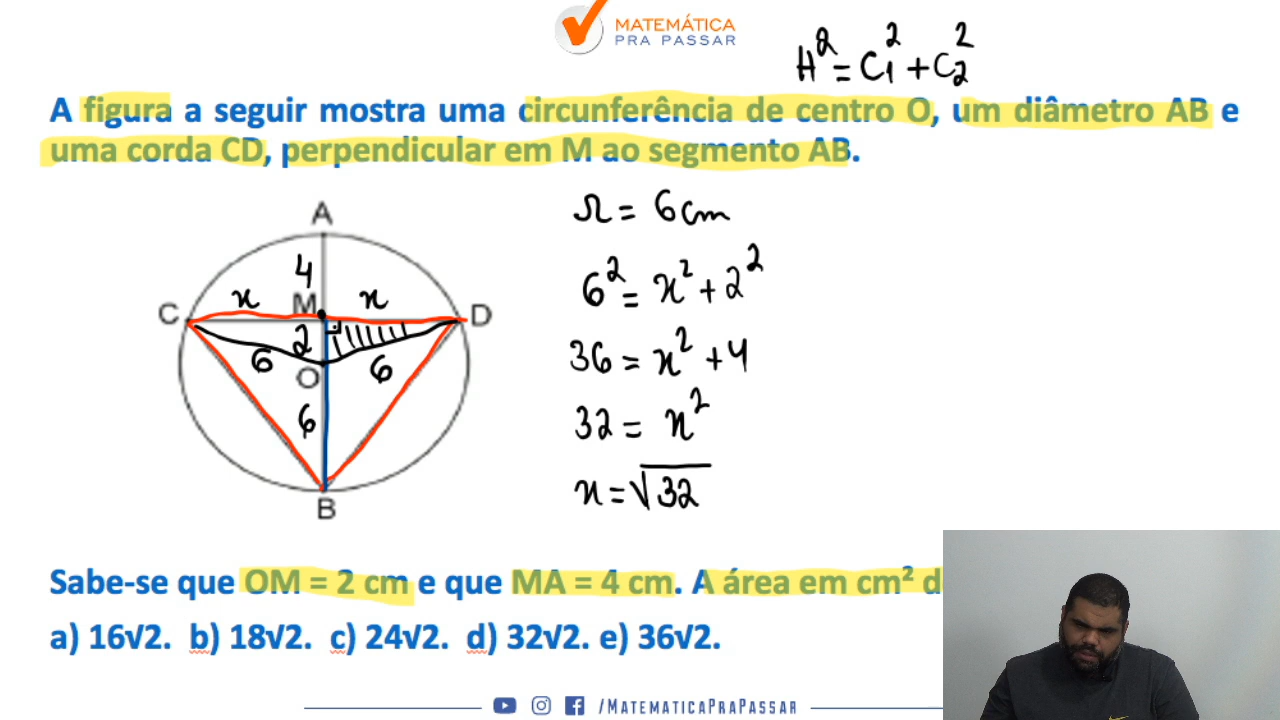 MATEMÁTICA
PRA PASSAR
H² = C₁² + C₂²
A figura a seguir mostra uma circunferência de centro O, um diâmetro AB e
uma corda CD, perpendicular em M ao segmento AB.
A
4
x M x
C D
2
6 O 6
6
B
r = 6cm
6² = x² + 2²
36 = x² + 4
32 = x²
x = √32
Sabe-se que OM = 2 cm e que MA = 4 cm. A área em cm² d
a) 16√2. b) 18√2. c) 24√2. d) 32√2. e) 36√2.
/MATEMATICAPRAPASSAR